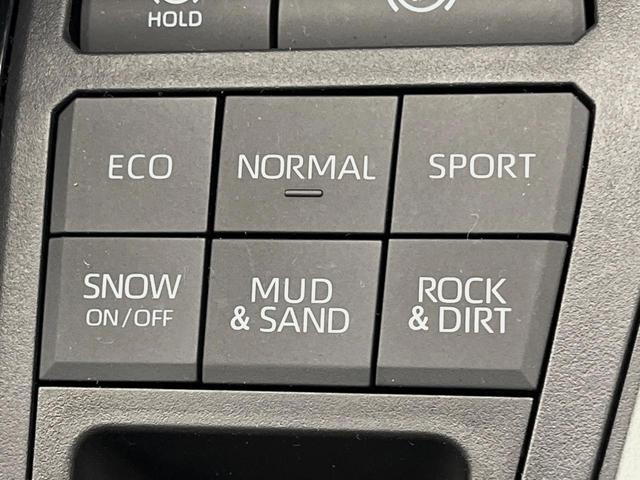 HOLD
ECO NORMAL SPORT
SNOW
ON/OFF
MUD
& SAND
ROCK
& DIRT